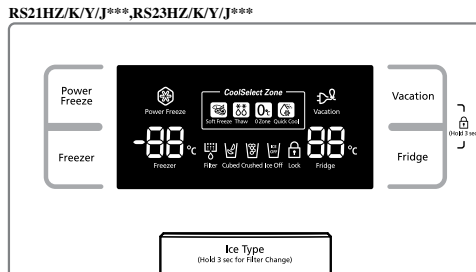 RS21HZ/K/Y/J***,RS23HZ/K/Y/J***
Power
Freeze
Freezer
CoolSelect Zone
Soft Freeze Thaw 0 Zone Quick Cool
Power Freeze
Vacation
-88 °C
88 °C
Freezer
Filter Cubed Crushed Ice Off Lock
Fridge
ICE
OFF
Vacation
Fridge
(Hold 3 sec
Ice Type
(Hold 3 sec for Filter Change)